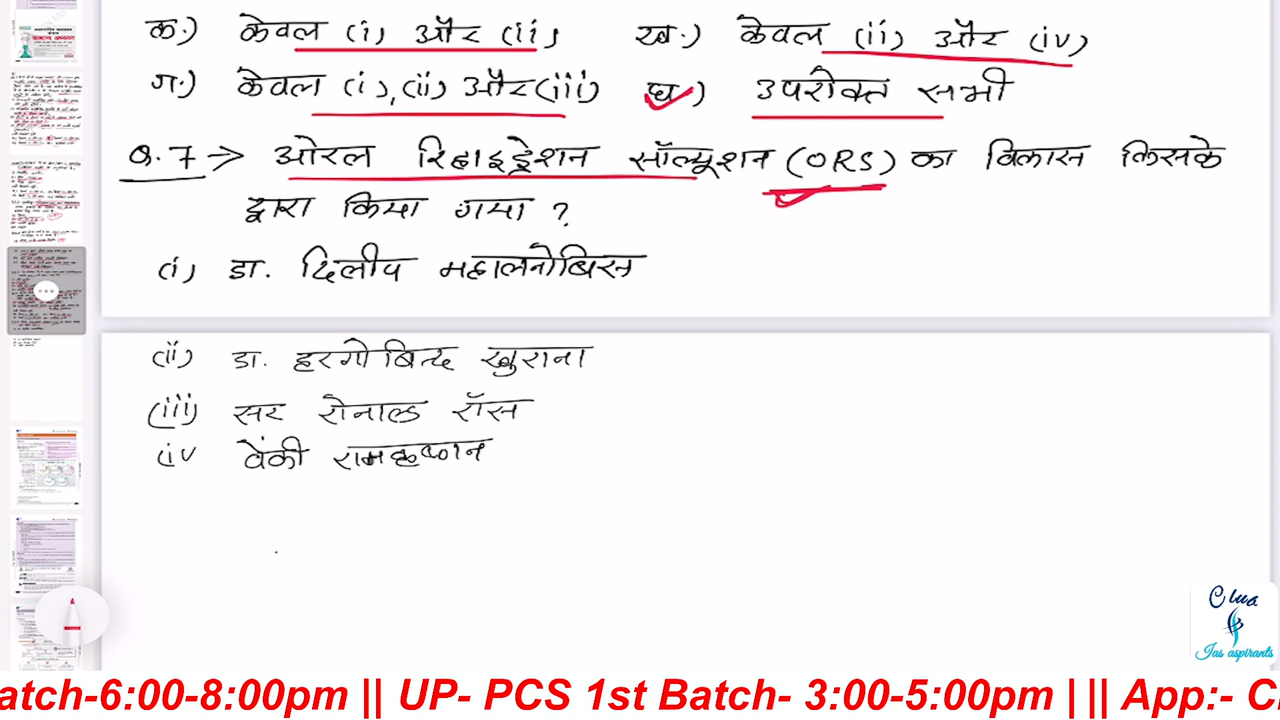 क.) केवल (i) और (ii) ख.) केवल (ii) और (iv)
ग.) केवल (i), (ii) और (iii) घ.) उपरोक्त सभी
Q.7 → ओरल रिहाइड्रेशन सॉल्यूशन (ORS) का विकास किसके
द्वारा किया गया ?
(i) डा. दिलीप महालनोबिस
(ii) डा. हरगोबिन्द खुराना
(iii) सर रोनाल्ड रॉस
(iv वेंकी रामकृष्णन
Clue
Ias aspirants
atch-6:00-8:00pm || UP- PCS 1st Batch- 3:00-5:00pm | || App:- C